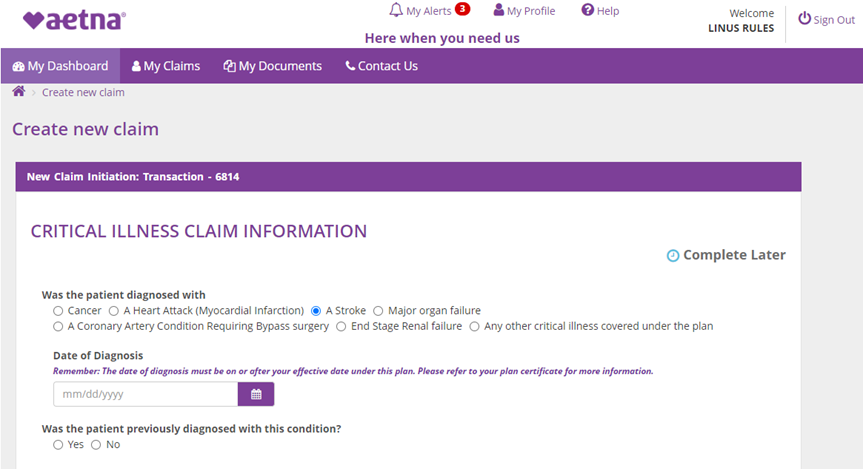 aetna®
My Alerts 3 My Profile Help
Here when you need us
Welcome
LINUS RULES
Sign Out
My Dashboard My Claims My Documents Contact Us
> Create new claim
Create new claim
New Claim Initiation: Transaction - 6814
CRITICAL ILLNESS CLAIM INFORMATION
Complete Later
Was the patient diagnosed with
Cancer A Heart Attack (Myocardial Infarction) A Stroke Major organ failure
A Coronary Artery Condition Requiring Bypass surgery End Stage Renal failure Any other critical illness covered under the plan
Date of Diagnosis
Remember: The date of diagnosis must be on or after your effective date under this plan. Please refer to your plan certificate for more information.
mm/dd/yyyy
Was the patient previously diagnosed with this condition?
Yes No